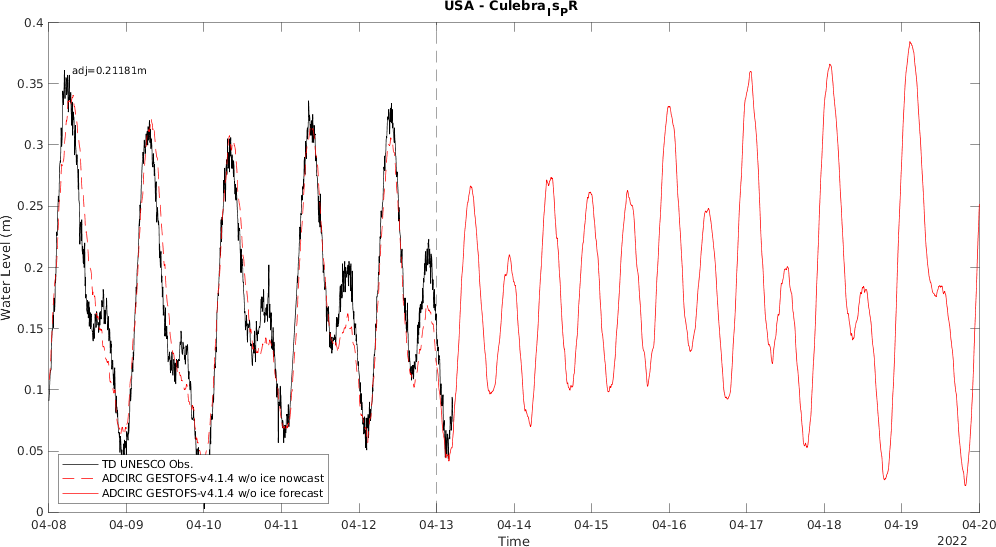 USA - Culebra_Is_PR
adj=0.21181m
0.4
0.35
0.3
0.25
0.2
0.15
0.1
0.05
0
Water Level (m)
TD UNESCO Obs.
ADCIRC GESTOFS-v4.1.4 w/o ice nowcast
ADCIRC GESTOFS-v4.1.4 w/o ice forecast
04-08 04-09 04-10 04-11 04-12 04-13 04-14 04-15 04-16 04-17 04-18 04-19 04-20
Time
2022